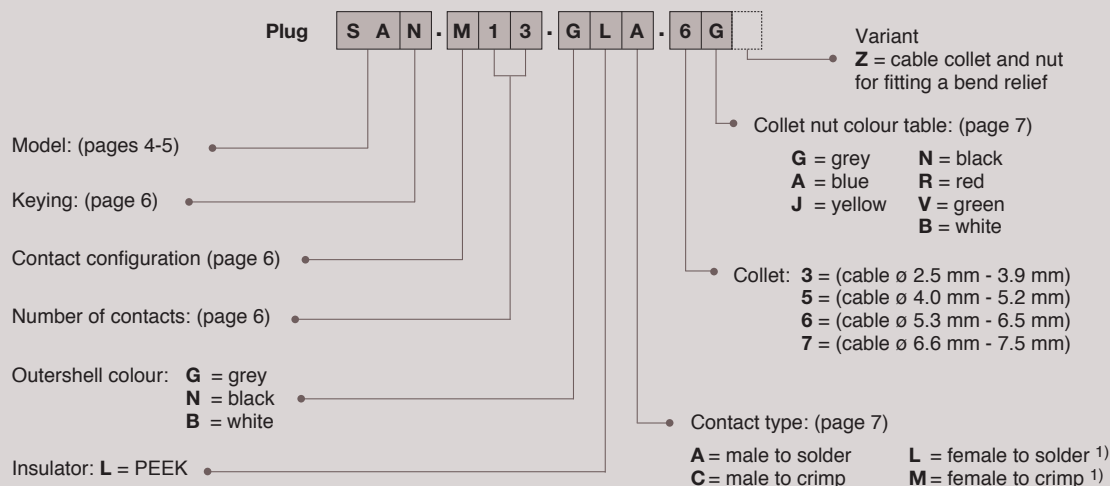 Plug S A N . M 1 3 . G L A . 6 G
Variant
Z = cable collet and nut
for fitting a bend relief
Collet nut colour table: (page 7)
G = grey N = black
A = blue R = red
J = yellow V = green
B = white
Model: (pages 4-5)
Keying: (page 6)
Contact configuration (page 6)
Collet: 3 = (cable ø 2.5 mm - 3.9 mm)
5 = (cable ø 4.0 mm - 5.2 mm)
6 = (cable ø 5.3 mm - 6.5 mm)
7 = (cable ø 6.6 mm - 7.5 mm)
Number of contacts: (page 6)
Outershell colour: G = grey
N = black
B = white
Contact type: (page 7)
A = male to solder L = female to solder 1)
C = male to crimp M = female to crimp 1)
Insulator: L = PEEK